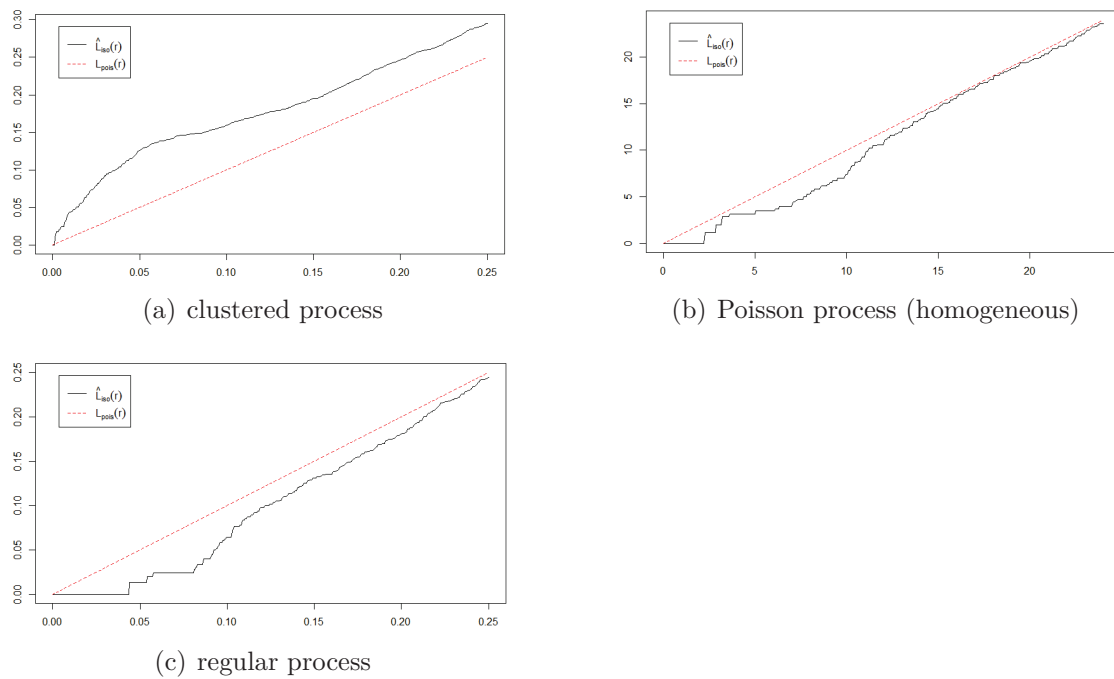 0.00 0.05 0.10 0.15 0.20 0.25 0.30
L̂iso(r)
Lpois(r)
0.00 0.05 0.10 0.15 0.20 0.25
(a) clustered process
0 5 10 15 20
L̂iso(r)
Lpois(r)
0 5 10 15 20
(b) Poisson process (homogeneous)
0.00 0.05 0.10 0.15 0.20 0.25
L̂iso(r)
Lpois(r)
0.00 0.05 0.10 0.15 0.20 0.25
(c) regular process